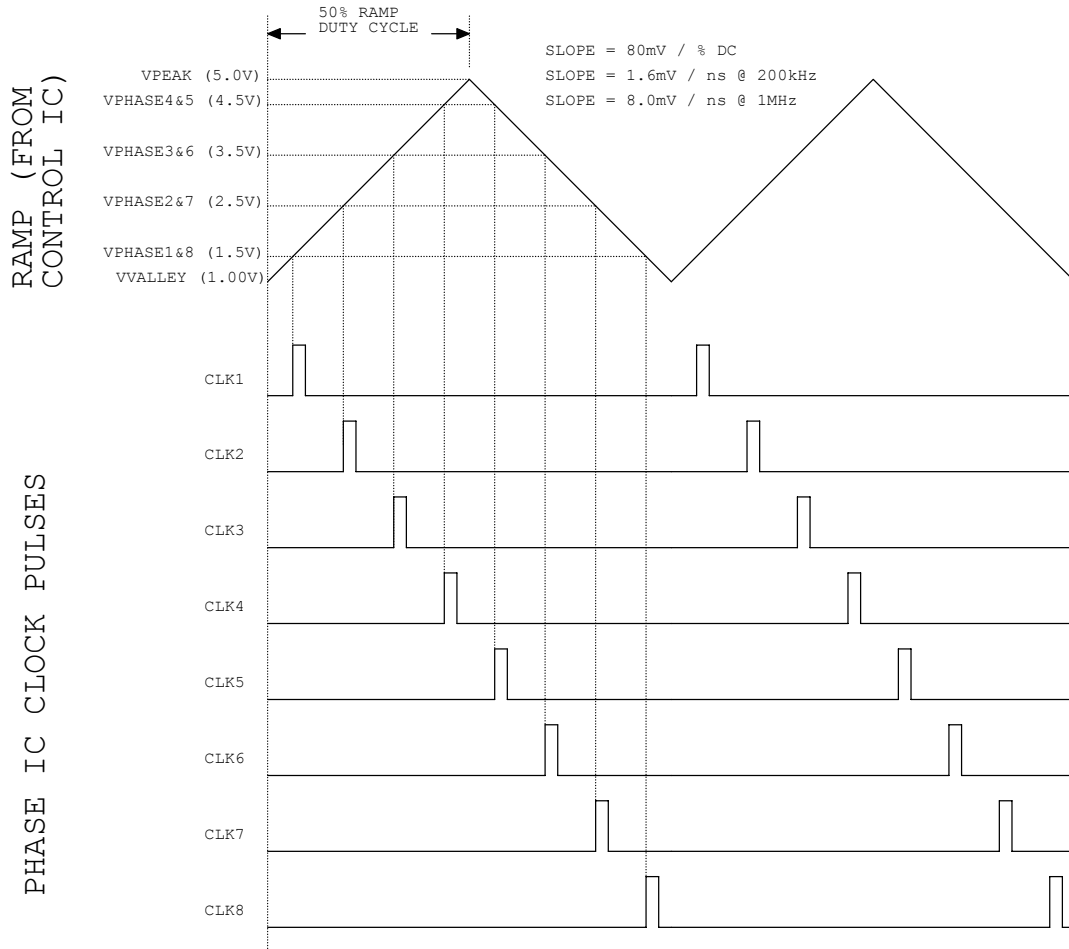 50% RAMP
DUTY CYCLE
SLOPE = 80mV / % DC
SLOPE = 1.6mV / ns @ 200kHz
SLOPE = 8.0mV / ns @ 1MHz
RAMP (FROM
CONTROL IC)
VPEAK (5.0V)
VPHASE4&5 (4.5V)
VPHASE3&6 (3.5V)
VPHASE2&7 (2.5V)
VPHASE1&8 (1.5V)
VVALLEY (1.00V)
PHASE IC CLOCK PULSES
CLK1
CLK2
CLK3
CLK4
CLK5
CLK6
CLK7
CLK8